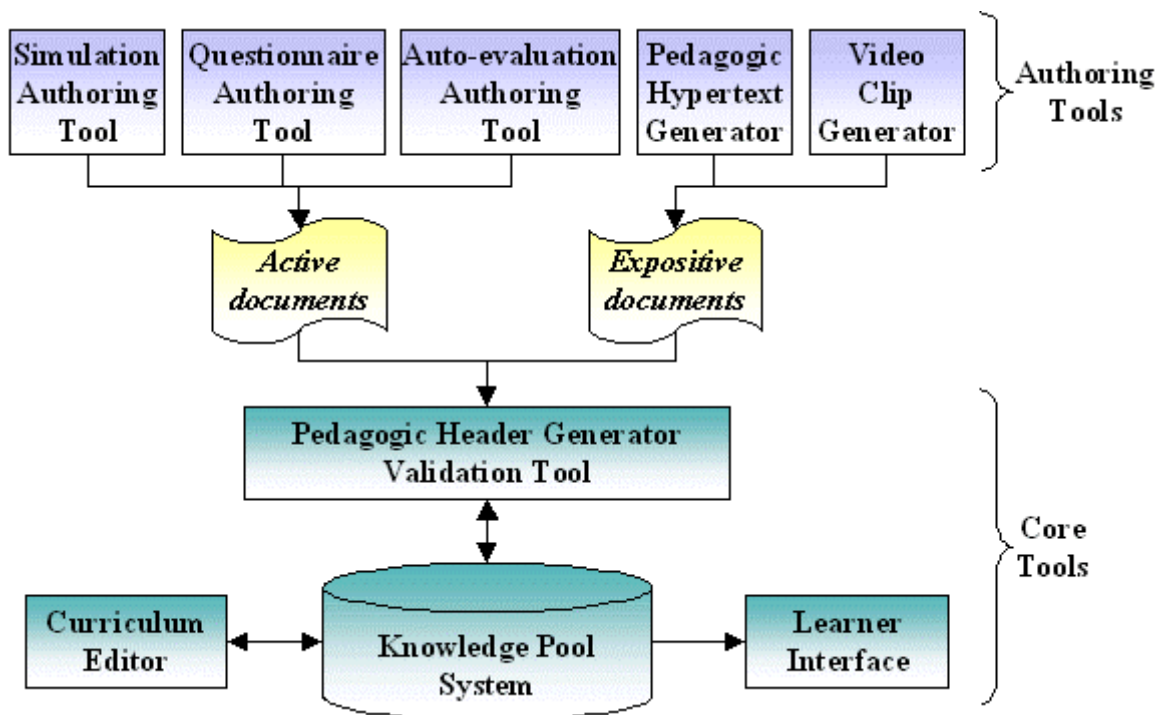 Simulation
Authoring
Tool
Questionnaire
Authoring
Tool
Auto-evaluation
Authoring
Tool
Pedagogic
Hypertext
Generator
Video
Clip
Generator
Authoring
Tools
Active
documents
Expositive
documents
Pedagogic Header Generator
Validation Tool
Core
Tools
Curriculum
Editor
Knowledge Pool
System
Learner
Interface